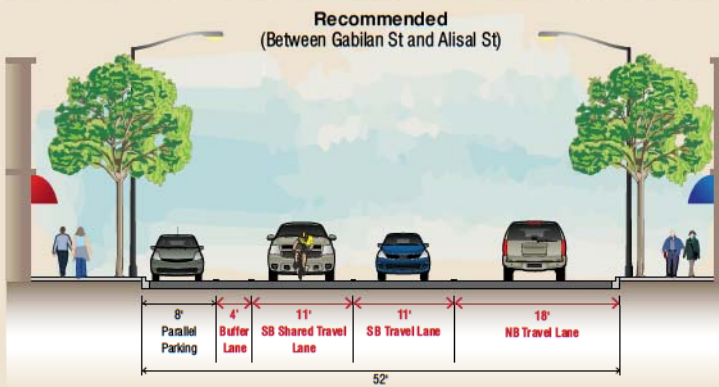 Recommended
(Between Gabilan St and Alisal St)
8'
Parallel
Parking
4'
Buffer
Lane
11'
SB Shared Travel
Lane
11'
SB Travel Lane
18'
NB Travel Lane
52'